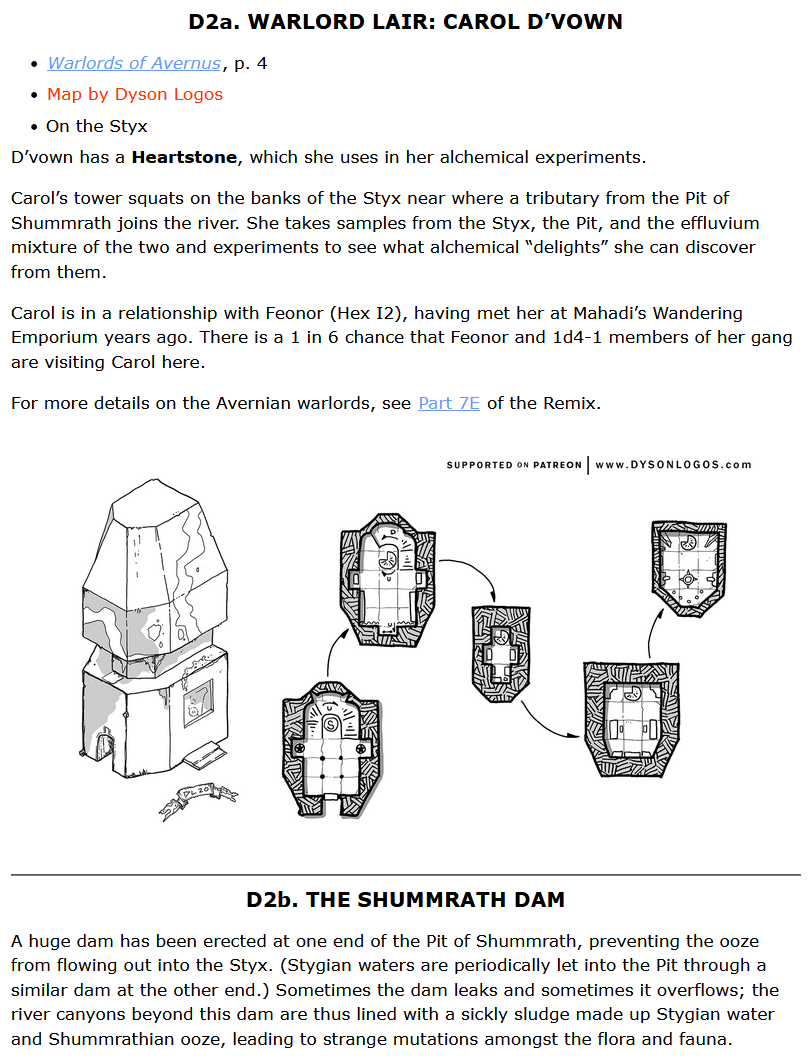 D2a. WARLORD LAIR: CAROL D’VOWN
• Warlords of Avernus, p. 4
• Map by Dyson Logos
• On the Styx
D’vown has a Heartstone, which she uses in her alchemical experiments.
Carol’s tower squats on the banks of the Styx near where a tributary from the Pit of
Shummrath joins the river. She takes samples from the Styx, the Pit, and the effluvium
mixture of the two and experiments to see what alchemical “delights” she can discover
from them.
Carol is in a relationship with Feonor (Hex I2), having met her at Mahadi’s Wandering
Emporium years ago. There is a 1 in 6 chance that Feonor and 1d4-1 members of her gang
are visiting Carol here.
For more details on the Avernian warlords, see Part 7E of the Remix.
SUPPORTED ON PATREON | www.DYSONLOGOS.com
D
U
D
U
U
S
DL20
D2b. THE SHUMMRATH DAM
A huge dam has been erected at one end of the Pit of Shummrath, preventing the ooze
from flowing out into the Styx. (Stygian waters are periodically let into the Pit through a
similar dam at the other end.) Sometimes the dam leaks and sometimes it overflows; the
river canyons beyond this dam are thus lined with a sickly sludge made up Stygian water
and Shummrathian ooze, leading to strange mutations amongst the flora and fauna.